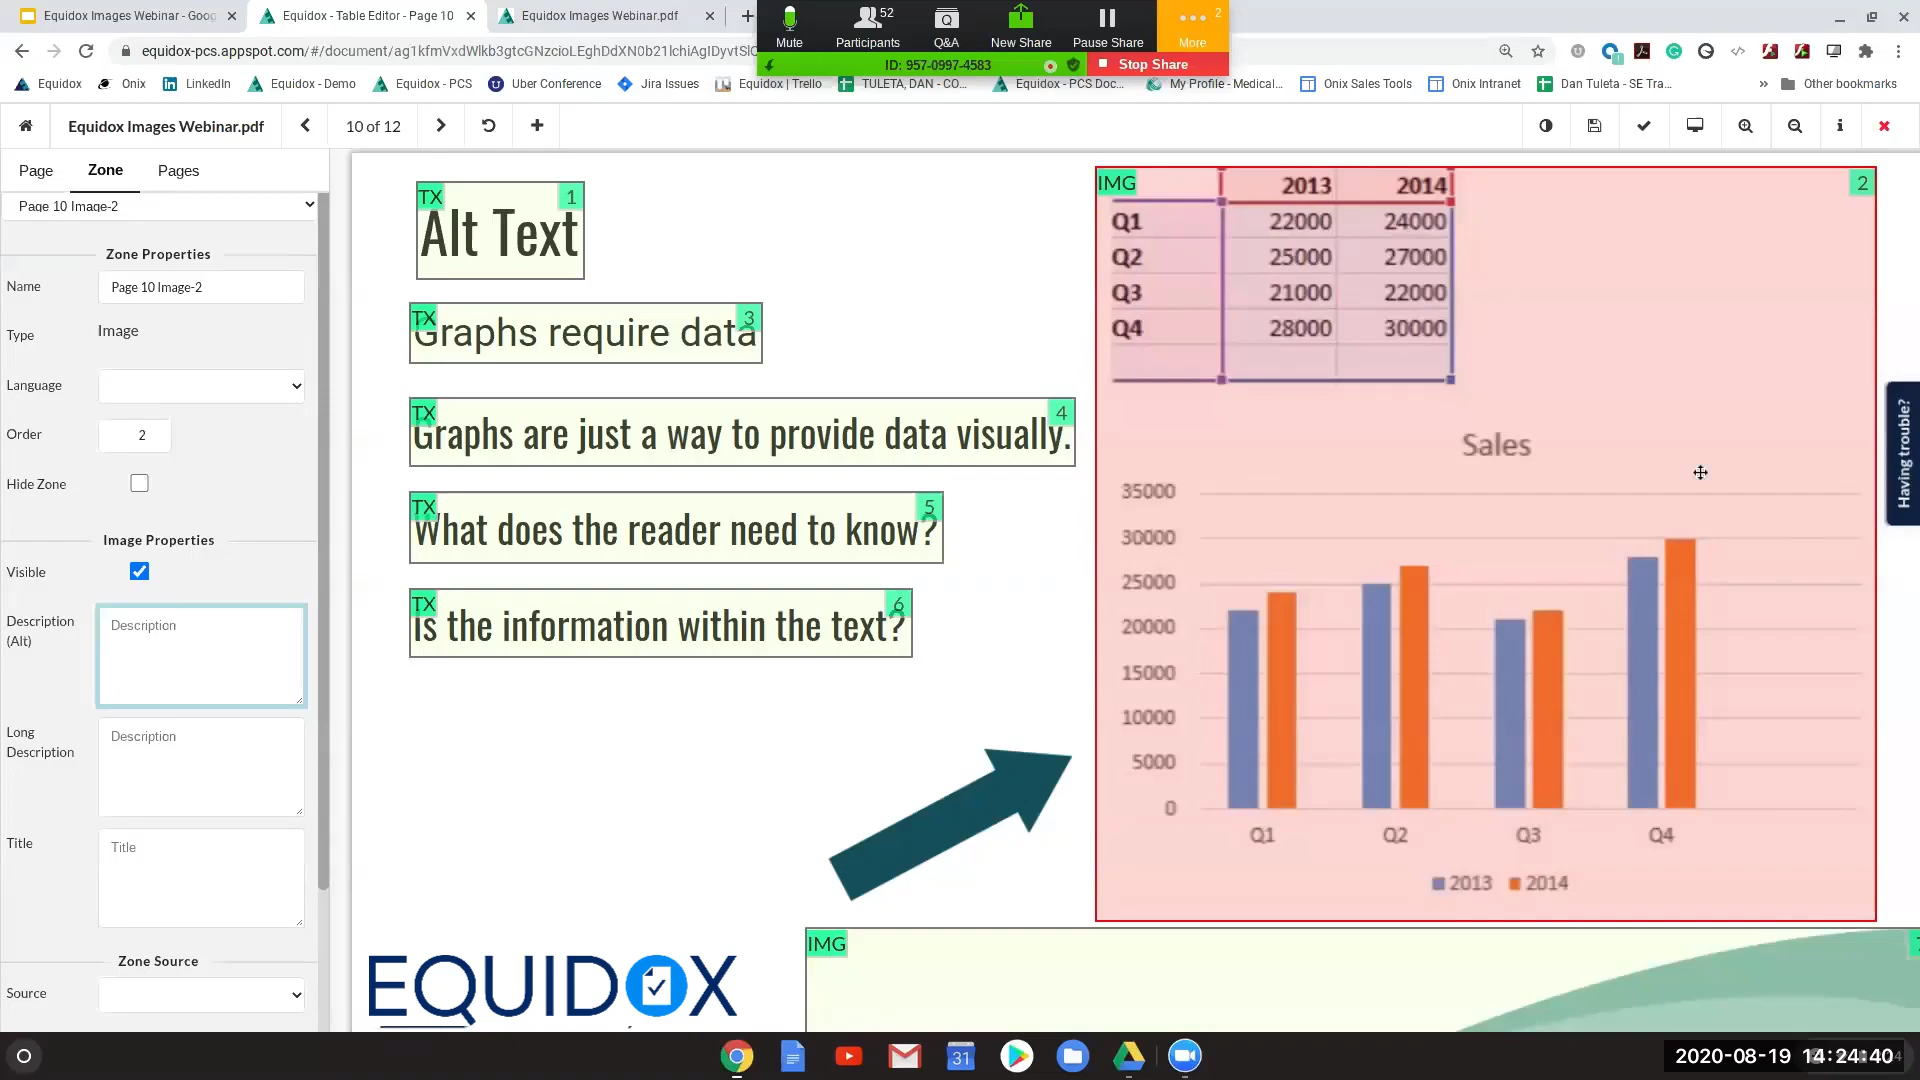 Equidox Images Webinar - Goog
Equidox - Table Editor - Page 10
Equidox Images Webinar.pdf
52
2
Mute
Participants
Q&A
New Share
Pause Share
More
ID: 957-0997-4583
Stop Share
equidox-pcs.appspot.com/#/document/
Equidox
Onix
LinkedIn
Equidox - Demo
Equidox - PCS
Uber Conference
Jira Issues
Equidox | Trello
TULETA, DAN - CO...
Equidox - PCS Doc...
My Profile - Medical...
Onix Sales Tools
Onix Intranet
Dan Tuleta - SE Tra...
Other bookmarks
Equidox Images Webinar.pdf
10 of 12
Page
Zone
Pages
Page 10 Image-2
Zone Properties
Name
Page 10 Image-2
Type
Image
Language
Order
2
Hide Zone
Image Properties
Visible
Description
(Alt)
Description
Long
Description
Description
Title
Title
Zone Source
Source
TX 1
Alt Text
TX 3
Graphs require data
TX 4
Graphs are just a way to provide data visually.
TX 5
What does the reader need to know?
TX 6
Is the information within the text?
EQUIDOX
IMG 2
2013 2014
Q1 22000 24000
Q2 25000 27000
Q3 21000 22000
Q4 28000 30000
Sales
35000
30000
25000
20000
15000
10000
5000
0
Q1 Q2 Q3 Q4
2013 2014
IMG
Having trouble?
31
2020-08-19 14:24:40